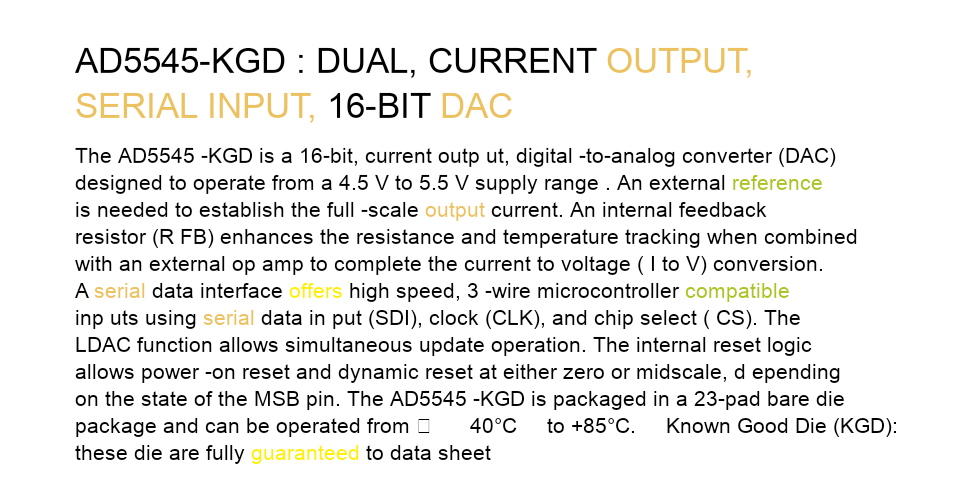 AD5545-KGD : DUAL, CURRENT OUTPUT,
SERIAL INPUT, 16-BIT DAC
The AD5545 -KGD is a 16-bit, current outp ut, digital -to-analog converter (DAC)
designed to operate from a 4.5 V to 5.5 V supply range . An external reference
is needed to establish the full -scale output current. An internal feedback
resistor (R FB) enhances the resistance and temperature tracking when combined
with an external op amp to complete the current to voltage ( I to V) conversion.
A serial data interface offers high speed, 3 -wire microcontroller compatible
inp uts using serial data in put (SDI), clock (CLK), and chip select ( CS). The
LDAC function allows simultaneous update operation. The internal reset logic
allows power -on reset and dynamic reset at either zero or midscale, d epending
on the state of the MSB pin. The AD5545 -KGD is packaged in a 23-pad bare die
package and can be operated from □ 40°C to +85°C. Known Good Die (KGD):
these die are fully guaranteed to data sheet